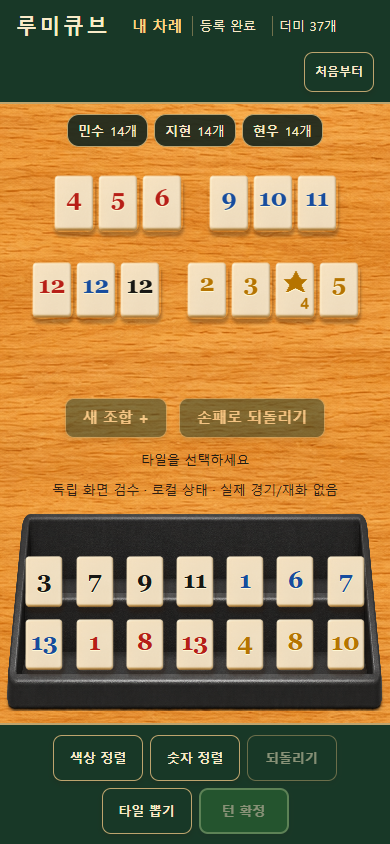 루미큐브 내 차례 등록 완료 더미 37개
처음부터
민수 14개 지현 14개 현우 14개
4 5 6 9 10 11
12 12 12 2 3 4 5
새 조합 + 손패로 되돌리기
타일을 선택하세요
독립 화면 검수 · 로컬 상태 · 실제 경기/재화 없음
3 7 9 11 1 6 7
13 1 8 13 4 8 10
색상 정렬 숫자 정렬 되돌리기
타일 뽑기 턴 확정